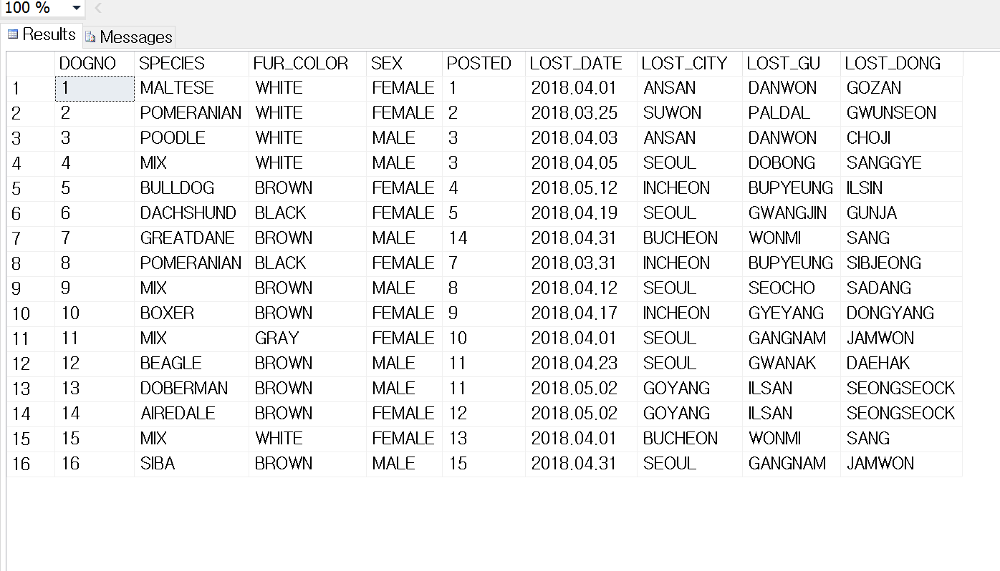 100 %
Results Messages
DOGNO SPECIES FUR_COLOR SEX POSTED LOST_DATE LOST_CITY LOST_GU LOST_DONG
1 1 MALTESE WHITE FEMALE 1 2018.04.01 ANSAN DANWON GOZAN
2 2 POMERANIAN WHITE FEMALE 2 2018.03.25 SUWON PALDAL GWUNSEON
3 3 POODLE WHITE MALE 3 2018.04.03 ANSAN DANWON CHOJI
4 4 MIX WHITE MALE 3 2018.04.05 SEOUL DOBONG SANGGYE
5 5 BULLDOG BROWN FEMALE 4 2018.05.12 INCHEON BUPYEUNG ILSIN
6 6 DACHSHUND BLACK FEMALE 5 2018.04.19 SEOUL GWANGJIN GUNJA
7 7 GREATDANE BROWN MALE 14 2018.04.31 BUCHEON WONMI SANG
8 8 POMERANIAN BLACK FEMALE 7 2018.03.31 INCHEON BUPYEUNG SIBJEONG
9 9 MIX BROWN MALE 8 2018.04.12 SEOUL SEOCHO SADANG
10 10 BOXER BROWN FEMALE 9 2018.04.17 INCHEON GYEYANG DONGYANG
11 11 MIX GRAY FEMALE 10 2018.04.01 SEOUL GANGNAM JAMWON
12 12 BEAGLE BROWN MALE 11 2018.04.23 SEOUL GWANAK DAEHAK
13 13 DOBERMAN BROWN MALE 11 2018.05.02 GOYANG ILSAN SEONGSEOCK
14 14 AIREDALE BROWN FEMALE 12 2018.05.02 GOYANG ILSAN SEONGSEOCK
15 15 MIX WHITE FEMALE 13 2018.04.01 BUCHEON WONMI SANG
16 16 SIBA BROWN MALE 15 2018.04.31 SEOUL GANGNAM JAMWON